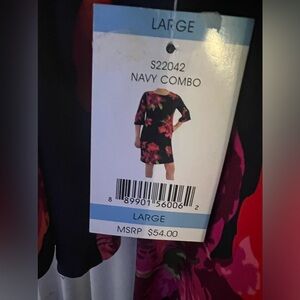 LARGE
S22042
NAVY COMBO
8 89901 56006 2
LARGE
MSRP $54.00